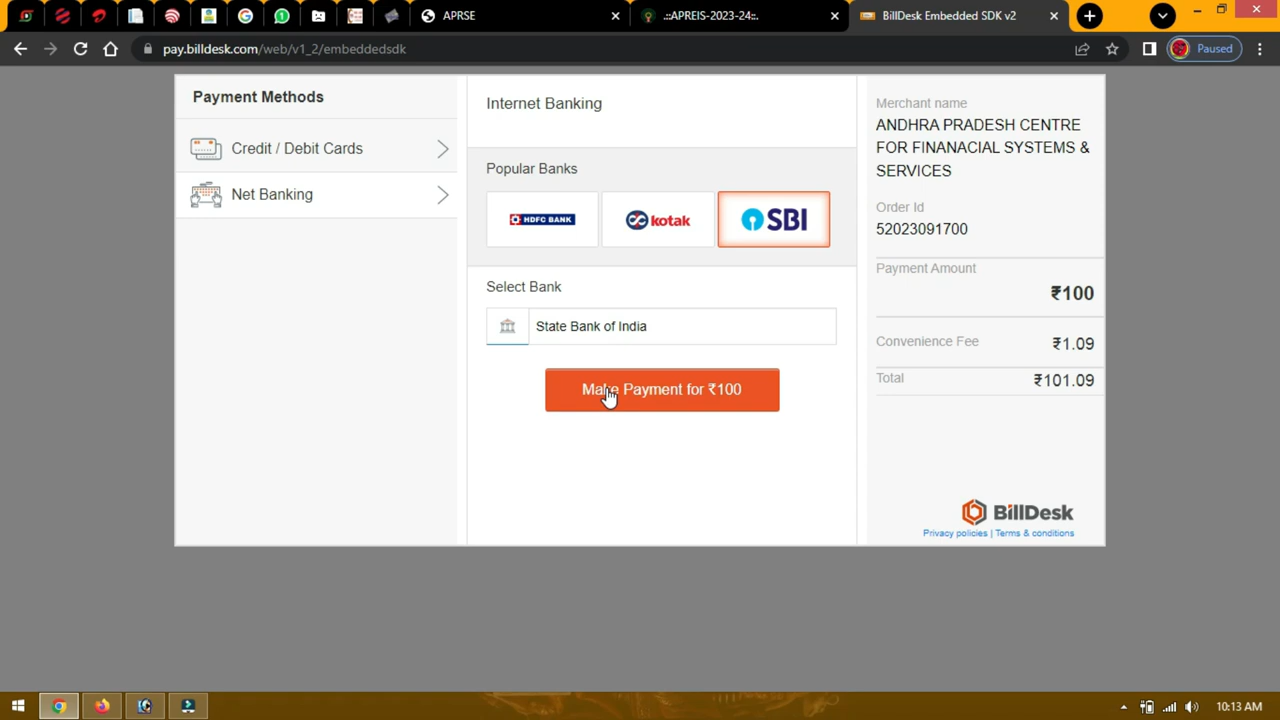 APRSE
.::APREIS-2023-24::.
BillDesk Embedded SDK v2
pay.billdesk.com/web/v1_2/embeddedsdk
Paused
Payment Methods
Credit / Debit Cards
Net Banking
Internet Banking
Popular Banks
HDFC BANK
kotak
SBI
Select Bank
State Bank of India
Make Payment for ₹100
Merchant name
ANDHRA PRADESH CENTRE
FOR FINANACIAL SYSTEMS &
SERVICES
Order Id
52023091700
Payment Amount
₹100
Convenience Fee
₹1.09
Total
₹101.09
BillDesk
Privacy policies | Terms & conditions
10:13 AM